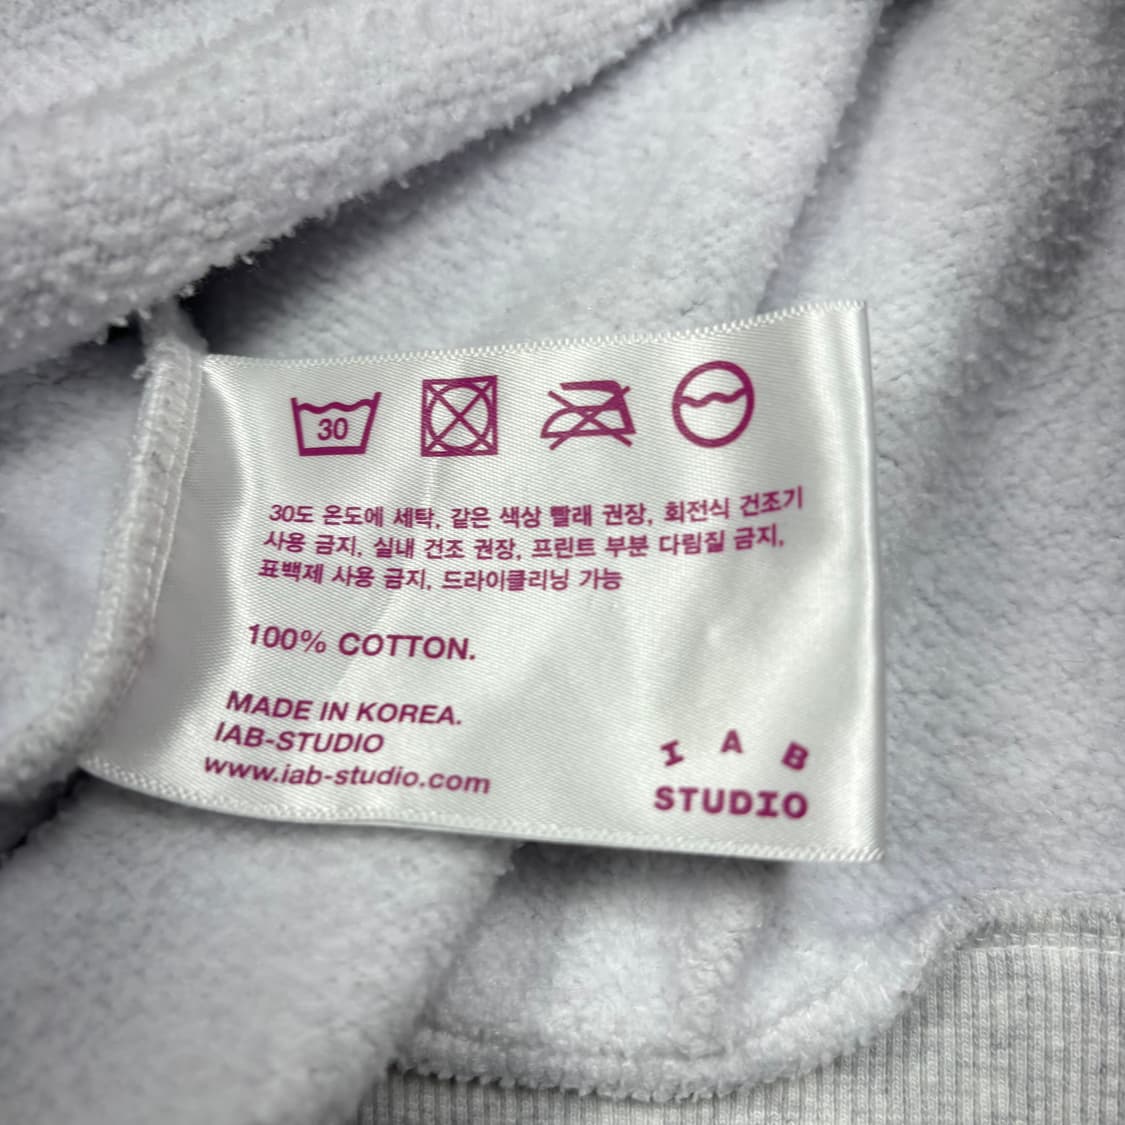 30
30도 온도에 세탁, 같은 색상 빨래 권장, 회전식 건조기
사용 금지, 실내 건조 권장, 프린트 부분 다림질 금지,
표백제 사용 금지, 드라이클리닝 가능
100% COTTON.
MADE IN KOREA.
IAB-STUDIO
www.iab-studio.com
I A B
STUDIO